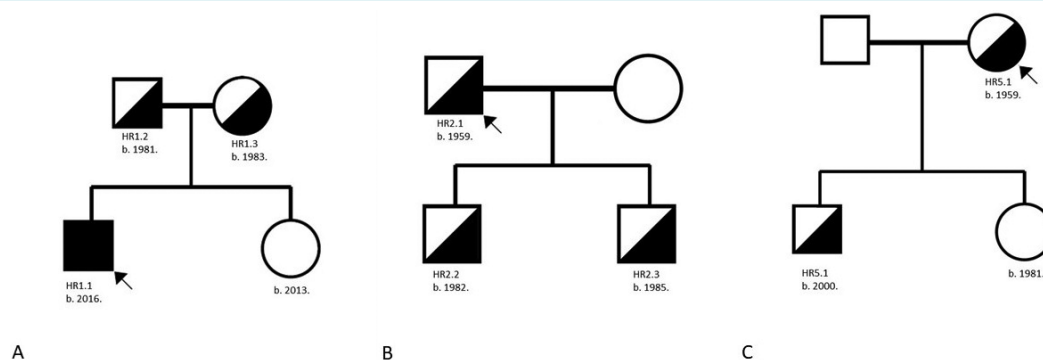 HR1.2
b. 1981.
HR1.3
b. 1983.
HR1.1
b. 2016.
b. 2013.
A
HR2.1
b. 1959.
HR2.2
b. 1982.
HR2.3
b. 1985.
B
HR5.1
b. 1959.
HR5.1
b. 2000.
b. 1981.
C